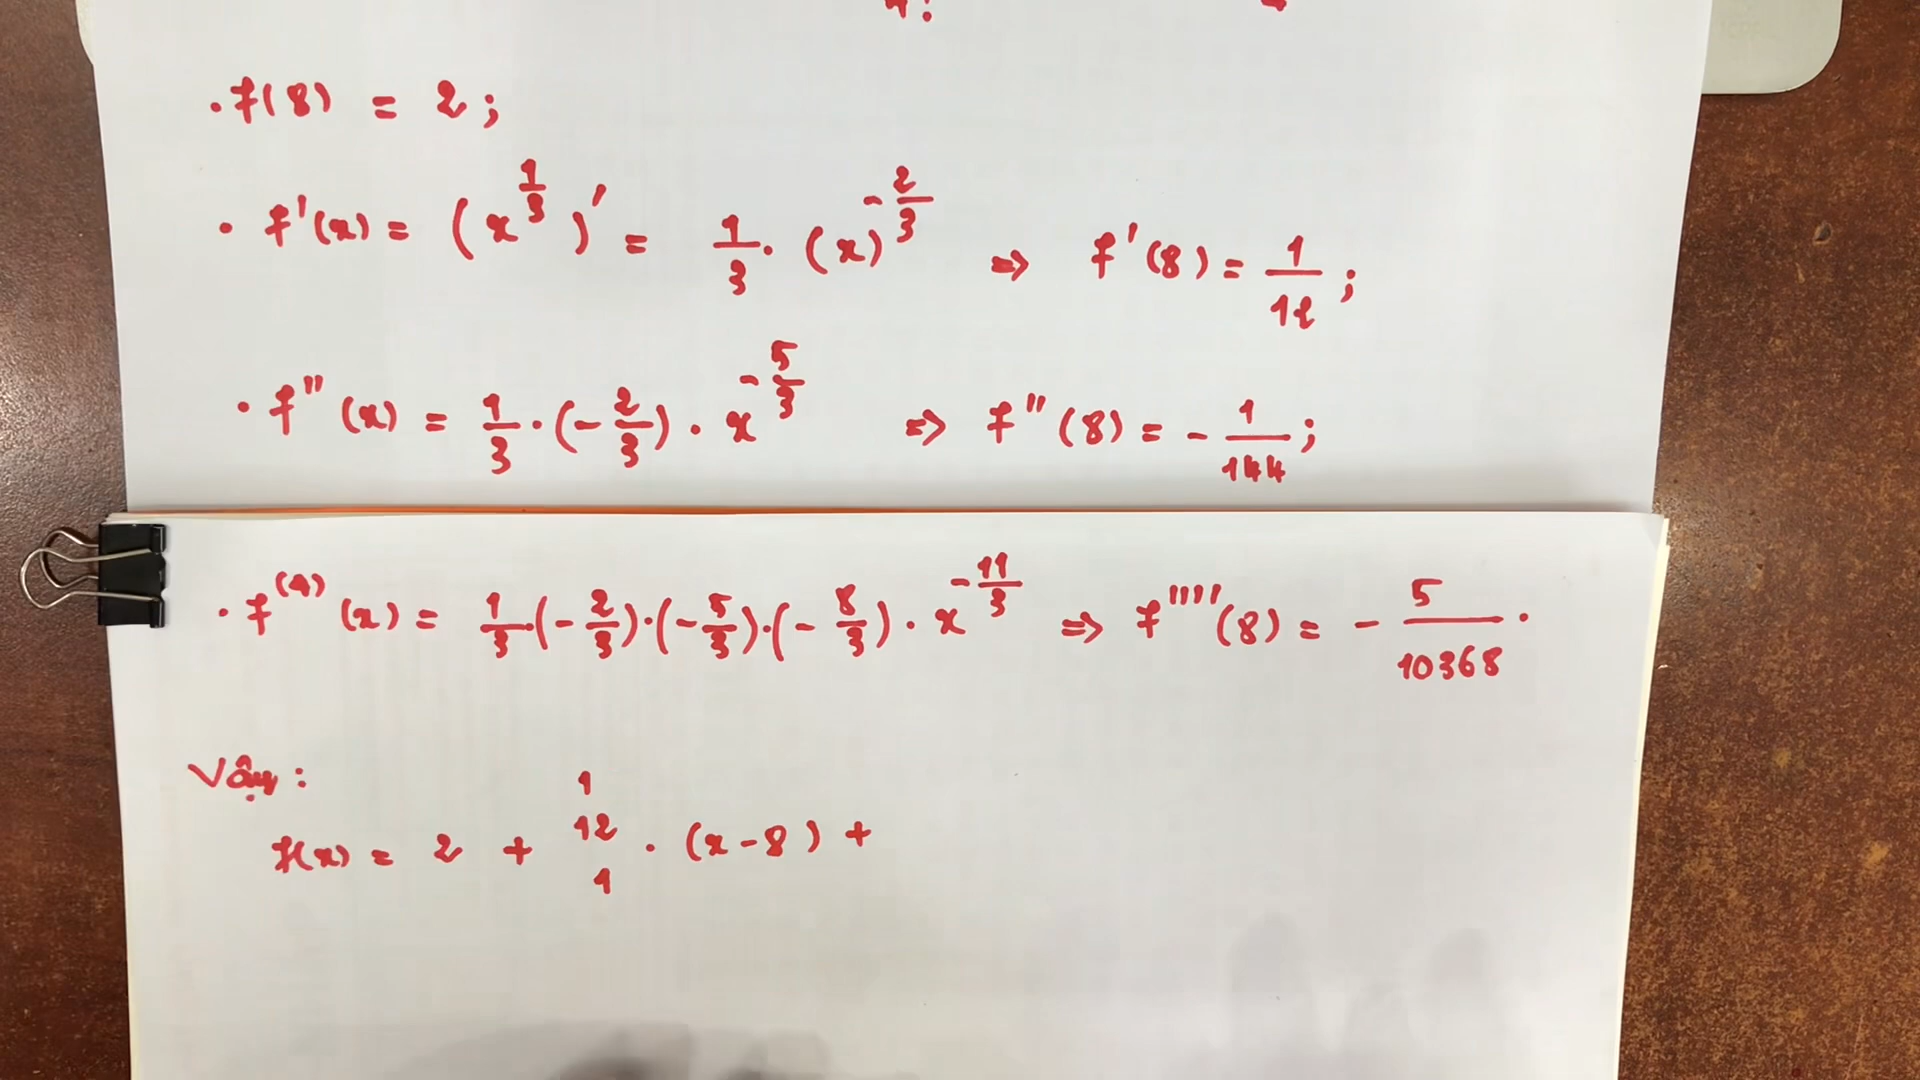 4!
· f(8) = 2;
· f'(x) = (x^(1/3))' = 1/3 · (x)^(-2/3) ⇒ f'(8) = 1/12;
· f''(x) = 1/3 · (-2/3) · x^(-5/3) ⇒ f''(8) = - 1/144;
· f^(4)(x) = 1/3 · (-2/3) · (-5/3) · (-8/3) · x^(-11/3) ⇒ f''''(8) = - 5/10368 .
Vậy:
1
f(x) = 2 + 12 · (x-8) +
1